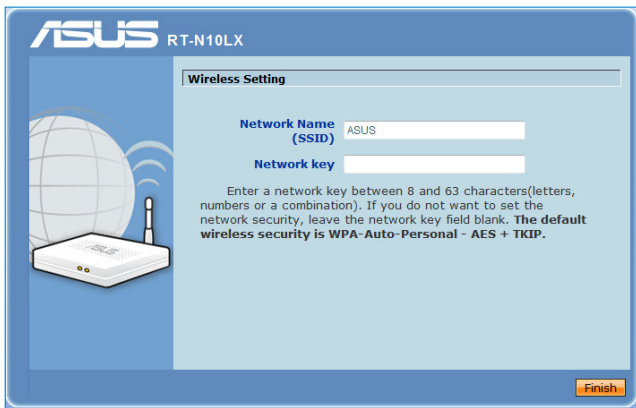 ASUS RT-N10LX
Wireless Setting
Network Name
(SSID)
ASUS
Network key
Enter a network key between 8 and 63 characters(letters,
numbers or a combination). If you do not want to set the
network security, leave the network key field blank. The default
wireless security is WPA-Auto-Personal - AES + TKIP.
ASUS
Finish